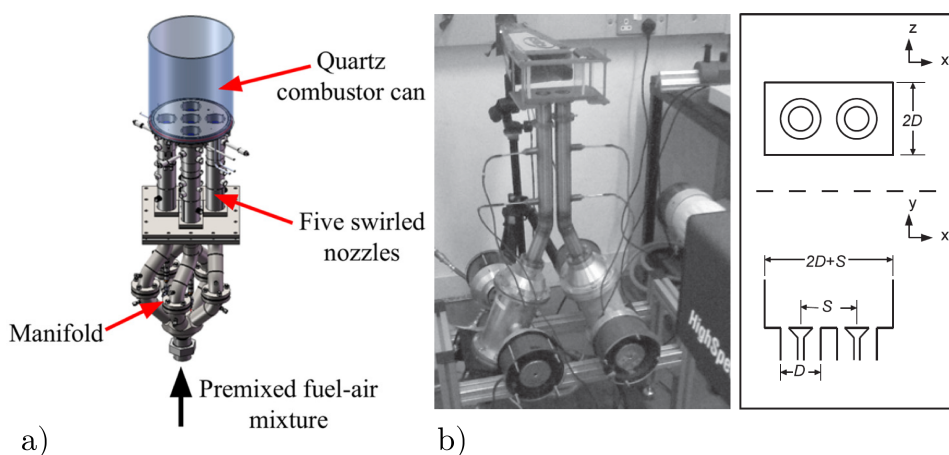 Quartz
combustor can
Five swirled
nozzles
Manifold
Premixed fuel-air
mixture
a)
HighSpe
b)
z
x
2D
y
x
2D+S
S
D